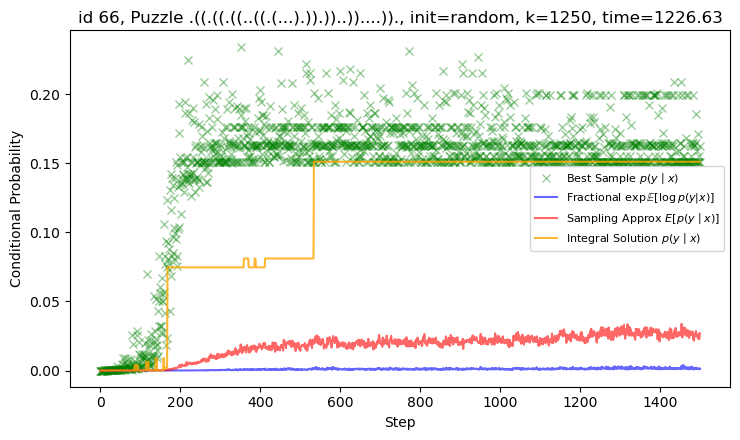 id 66, Puzzle .((.((.((..((.(...).)).))..))....))., init=random, k=1250, time=1226.63
Conditional Probability
0.20
0.15
0.10
0.05
0.00
0
200
400
600
800
1000
1200
1400
Step
Best Sample p(y | x)
Fractional exp 𝔼[log p(y|x)]
Sampling Approx E[p(y | x)]
Integral Solution p(y | x)